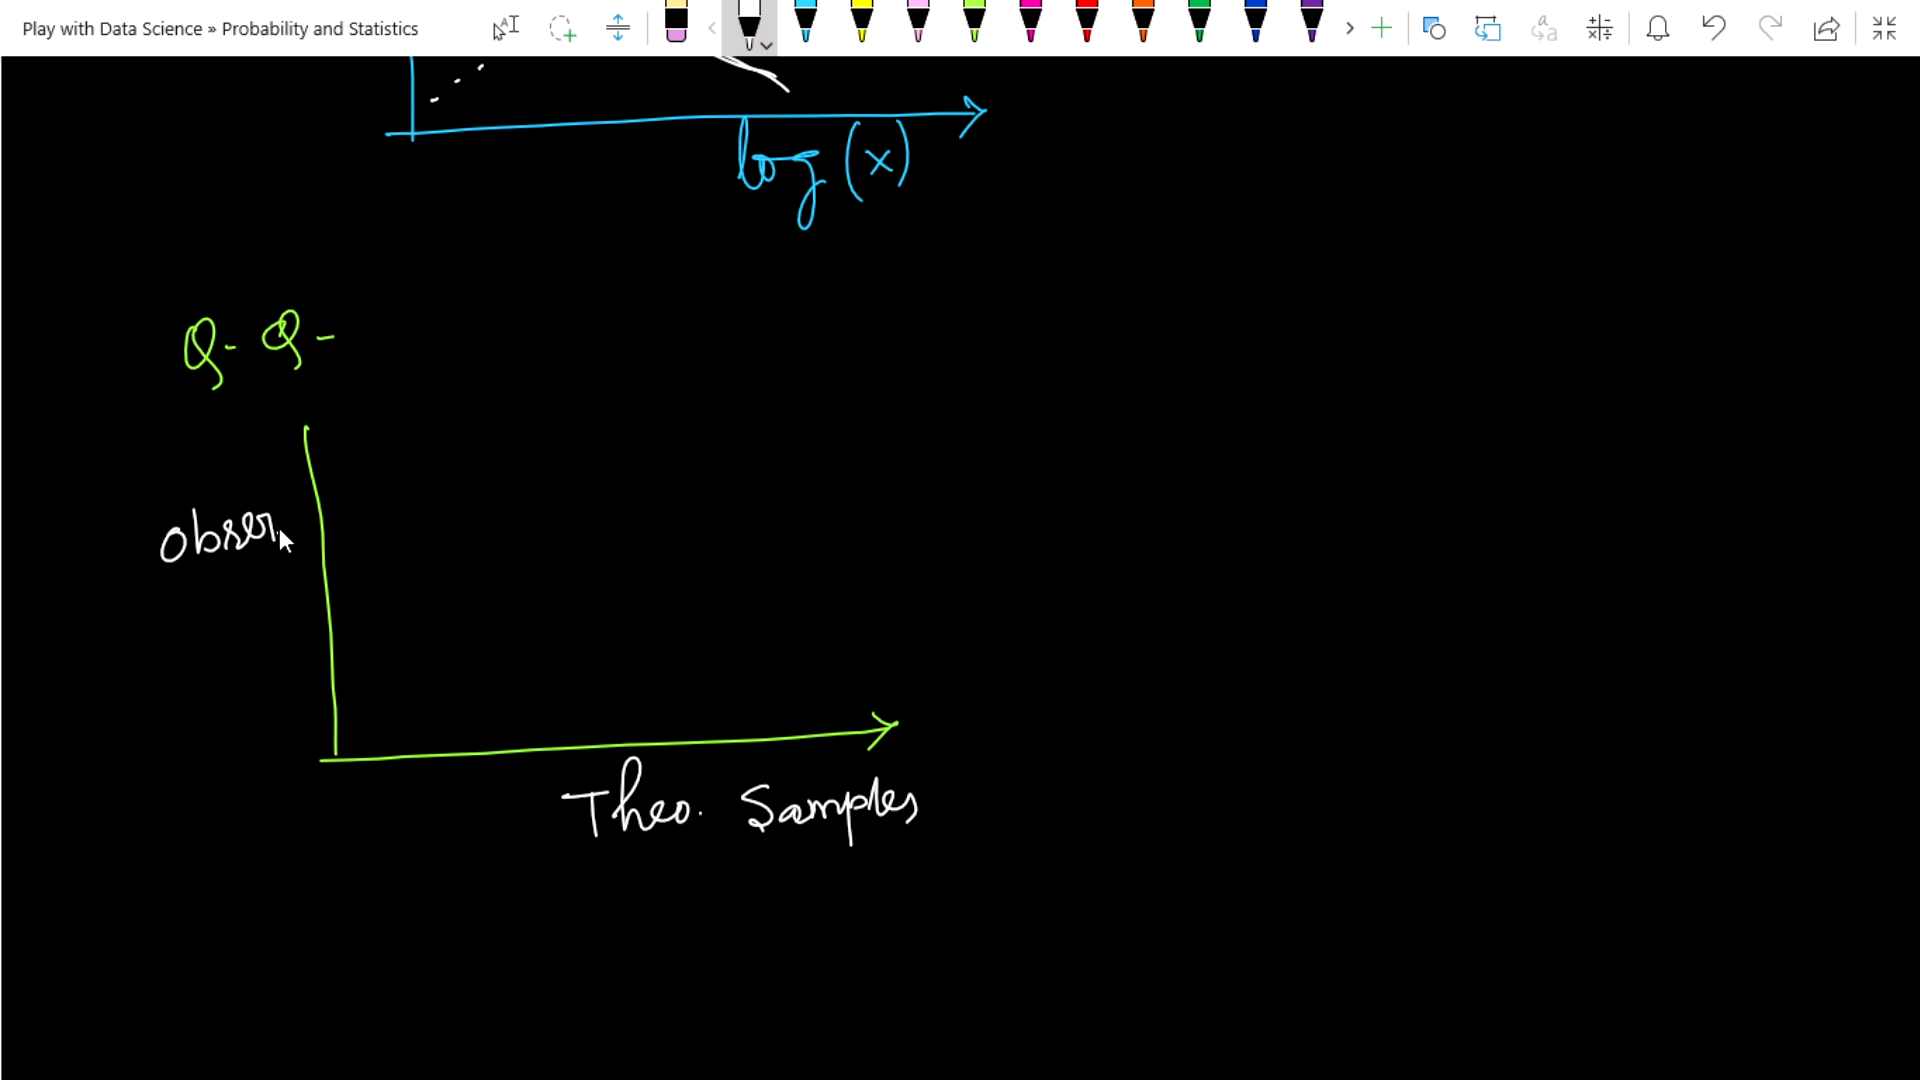 Play with Data Science » Probability and Statistics
log (x)
Q- Q-
obser.
Theo. Samples